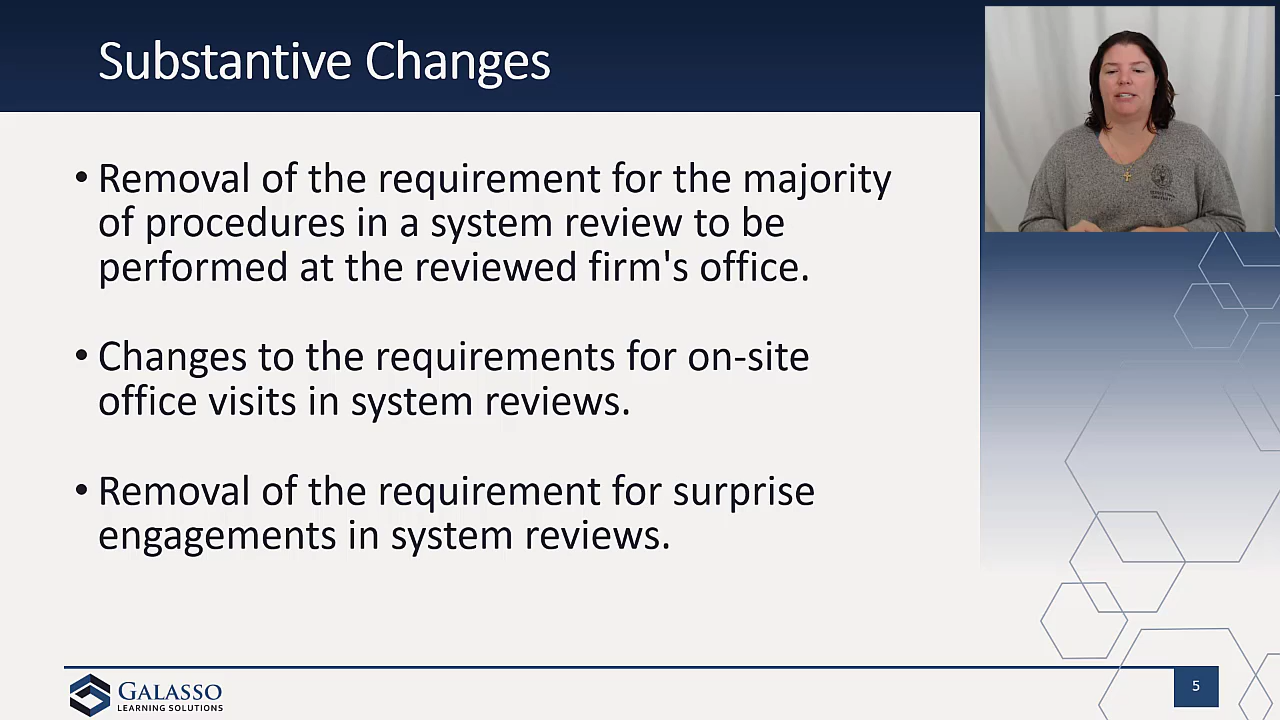 Substantive Changes
• Removal of the requirement for the majority
of procedures in a system review to be
performed at the reviewed firm's office.
• Changes to the requirements for on-site
office visits in system reviews.
• Removal of the requirement for surprise
engagements in system reviews.
GALASSO
LEARNING SOLUTIONS
5